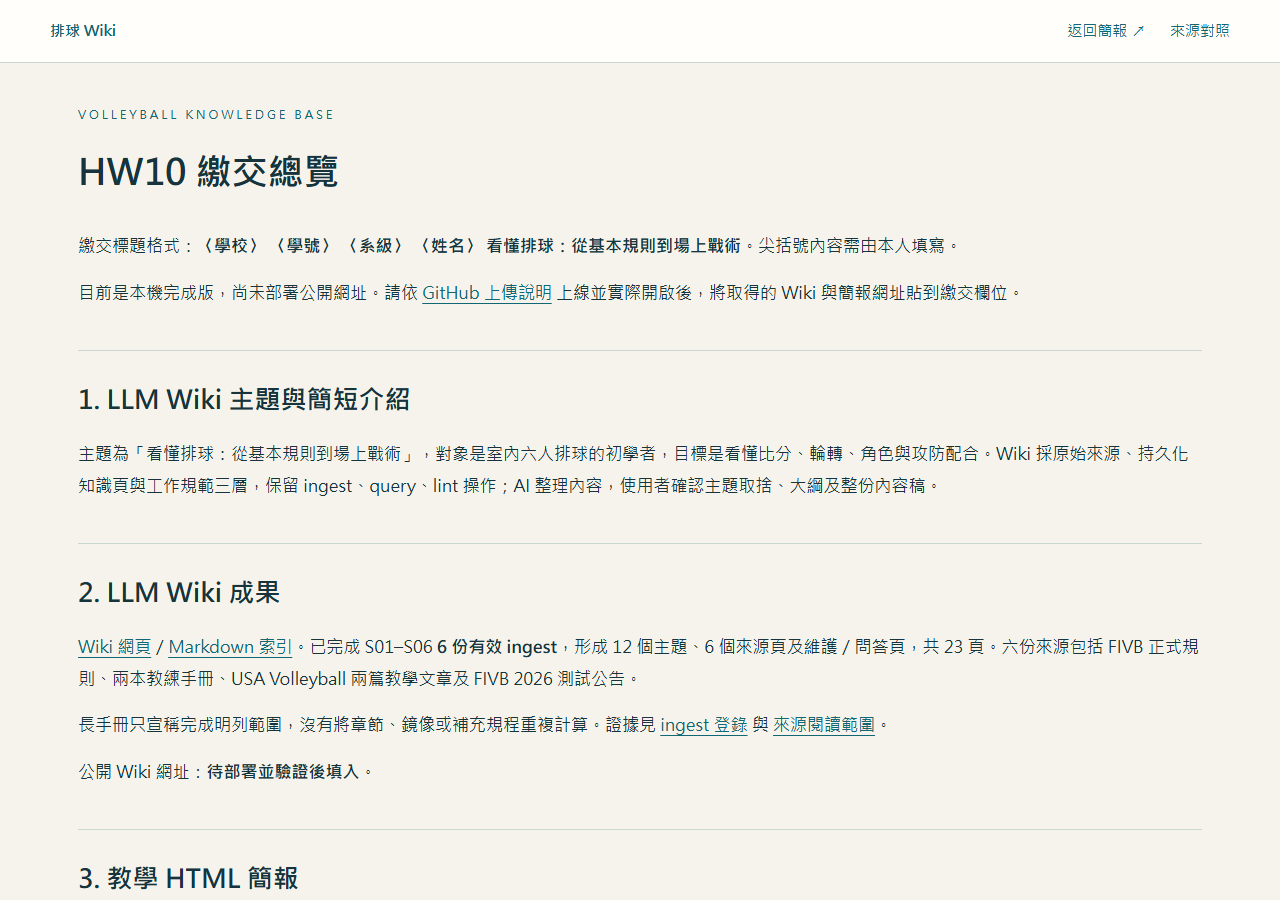 排球 Wiki
返回簡報 ↗ 來源對照
VOLLEYBALL KNOWLEDGE BASE
HW10 繳交總覽
繳交標題格式：〈學校〉〈學號〉〈系級〉〈姓名〉看懂排球：從基本規則到場上戰術。尖括號內容需由本人填寫。
目前是本機完成版，尚未部署公開網址。請依 GitHub 上傳說明 上線並實際開啟後，將取得的 Wiki 與簡報網址貼到繳交欄位。
1. LLM Wiki 主題與簡短介紹
主題為「看懂排球：從基本規則到場上戰術」，對象是室內六人排球的初學者，目標是看懂比分、輪轉、角色與攻防配合。Wiki 採原始來源、持久化
知識頁與工作規範三層，保留 ingest、query、lint 操作；AI 整理內容，使用者確認主題取捨、大綱及整份內容稿。
2. LLM Wiki 成果
Wiki 網頁 / Markdown 索引。已完成 S01–S06 6 份有效 ingest，形成 12 個主題、6 個來源頁及維護 / 問答頁，共 23 頁。六份來源包括 FIVB 正式規
則、兩本教練手冊、USA Volleyball 兩篇教學文章及 FIVB 2026 測試公告。
長手冊只宣稱完成明列範圍，沒有將章節、鏡像或補充規程重複計算。證據見 ingest 登錄 與 來源閱讀範圍。
公開 Wiki 網址：待部署並驗證後填入。
3. 教學 HTML 簡報